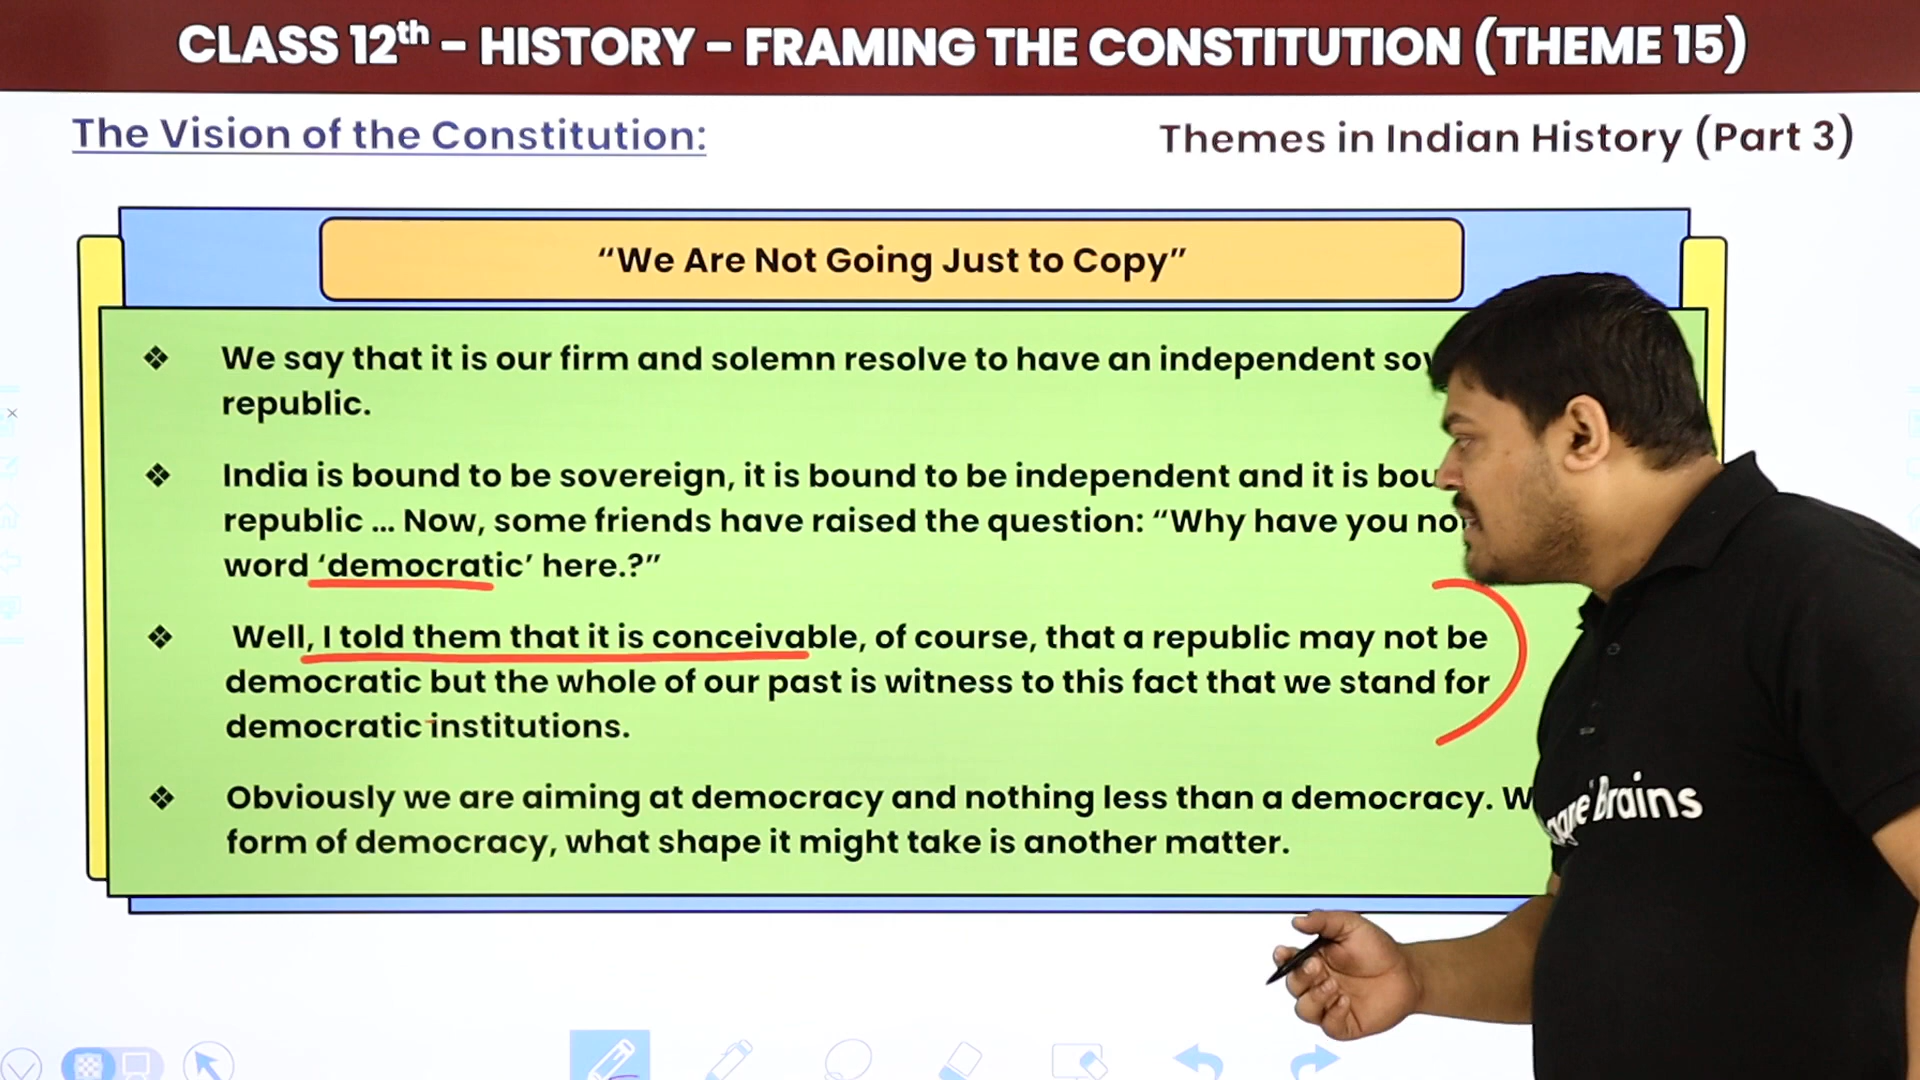 CLASS 12th - HISTORY - FRAMING THE CONSTITUTION (THEME 15)
The Vision of the Constitution:
Themes in Indian History (Part 3)
“We Are Not Going Just to Copy”
❖ We say that it is our firm and solemn resolve to have an independent
republic.
❖ India is bound to be sovereign, it is bound to be independent and it is
republic ... Now, some friends have raised the question: “Why have you
word ‘democratic’ here.?”
❖ Well, I told them that it is conceivable, of course, that a republic may not be
democratic but the whole of our past is witness to this fact that we stand for
democratic institutions.
❖ Obviously we are aiming at democracy and nothing less than a democracy.
form of democracy, what shape it might take is another matter.
Brains